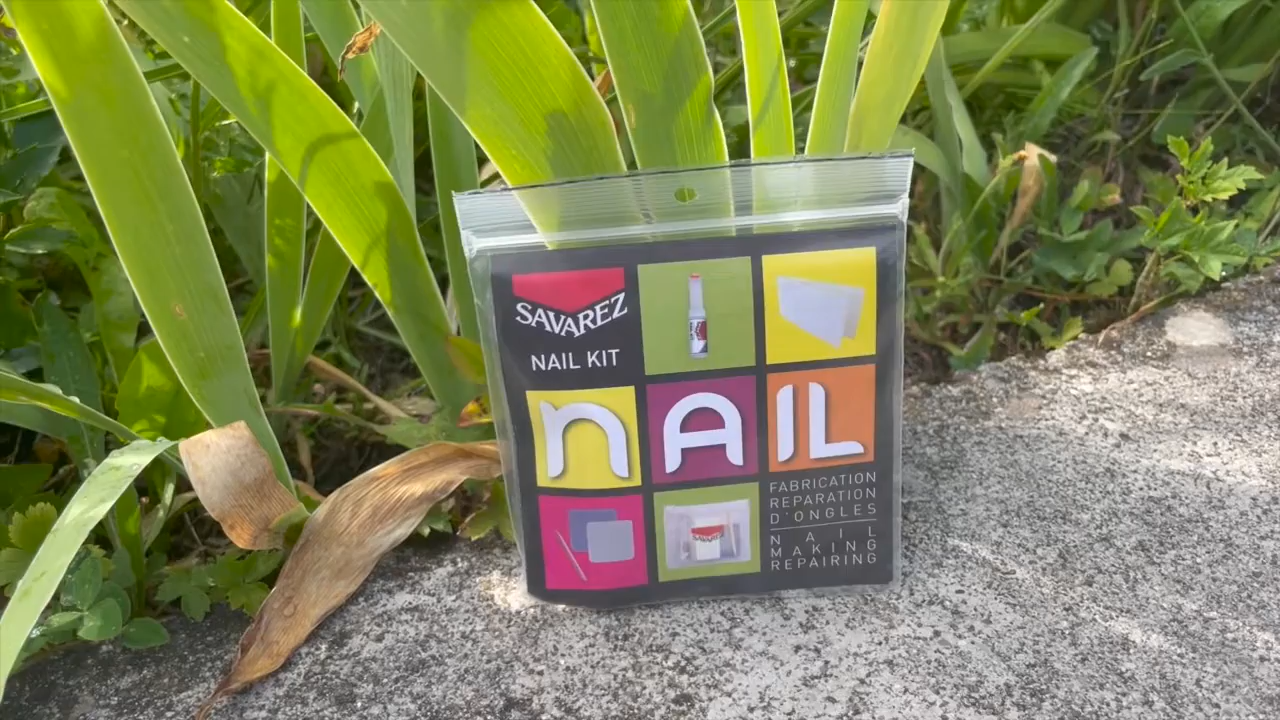 SAVAREZ
NAIL KIT
nAIL
FABRICATION
REPARATION
D'ONGLES
NAIL
MAKING
REPAIRING